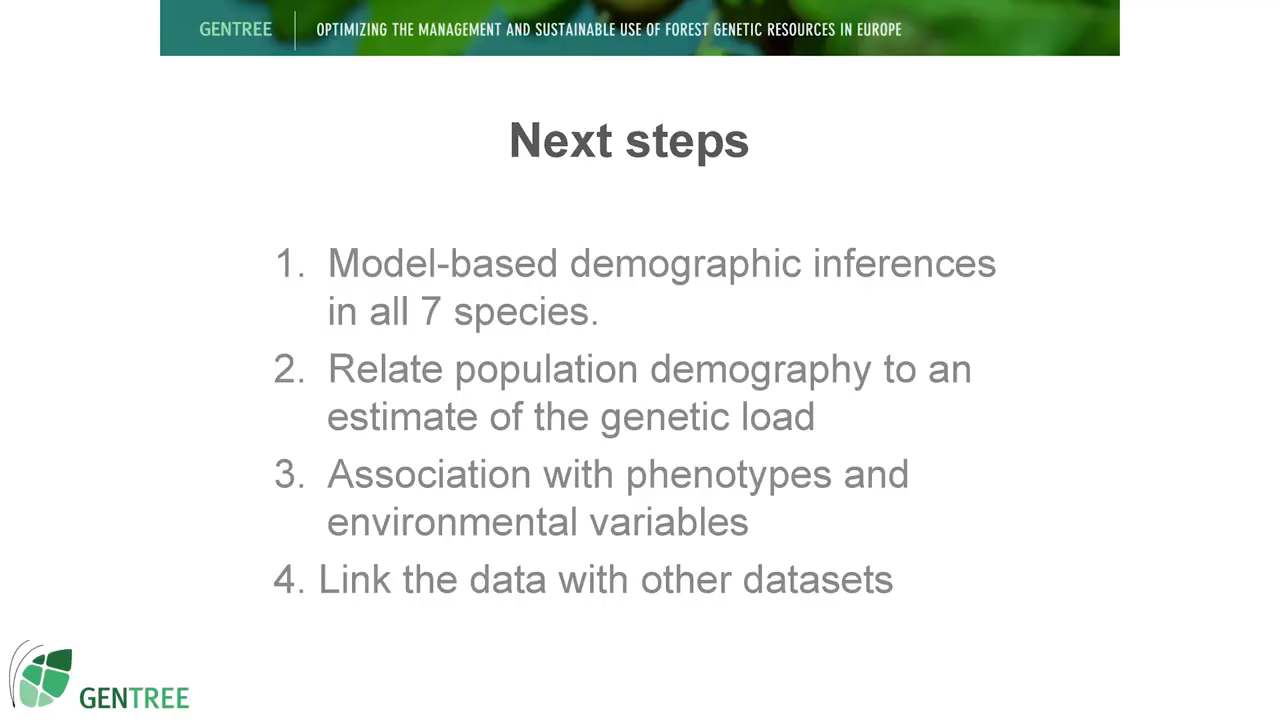 GENTREE OPTIMIZING THE MANAGEMENT AND SUSTAINABLE USE OF FOREST GENETIC RESOURCES IN EUROPE
Next steps
1. Model-based demographic inferences
in all 7 species.
2. Relate population demography to an
estimate of the genetic load
3. Association with phenotypes and
environmental variables
4. Link the data with other datasets
GENTREE